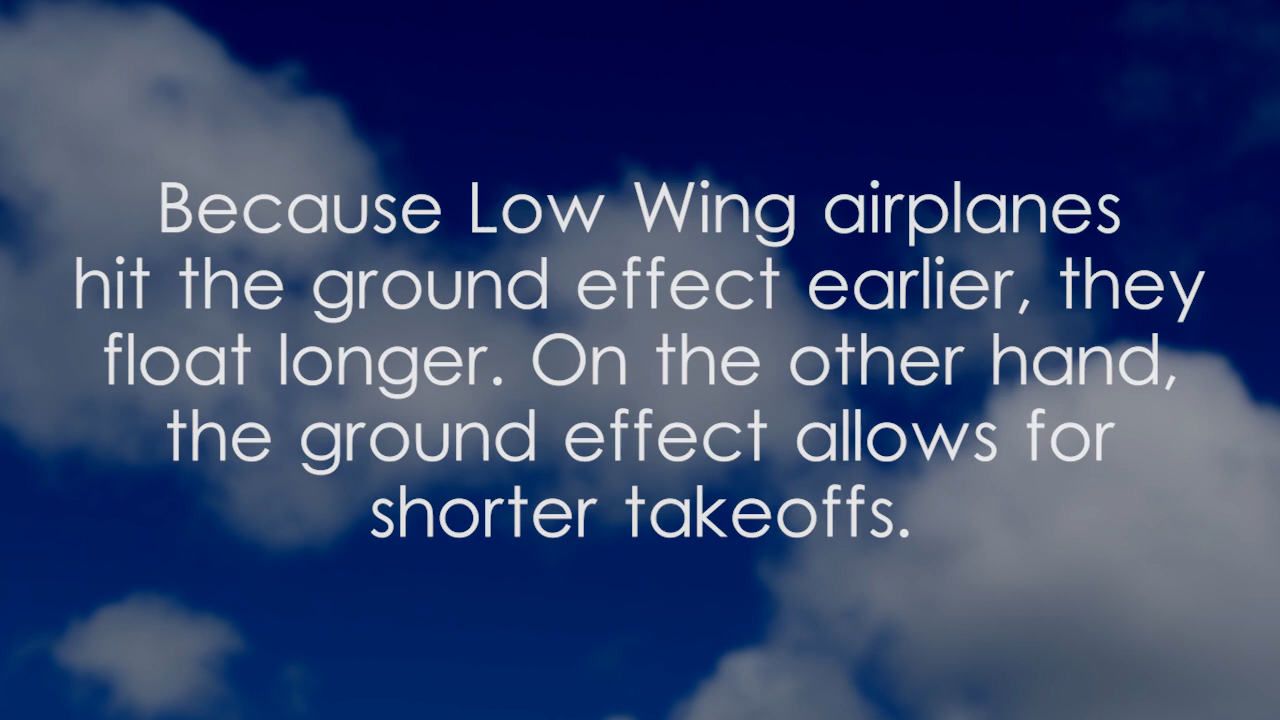 Because Low Wing airplanes
hit the ground effect earlier, they
float longer. On the other hand,
the ground effect allows for
shorter takeoffs.